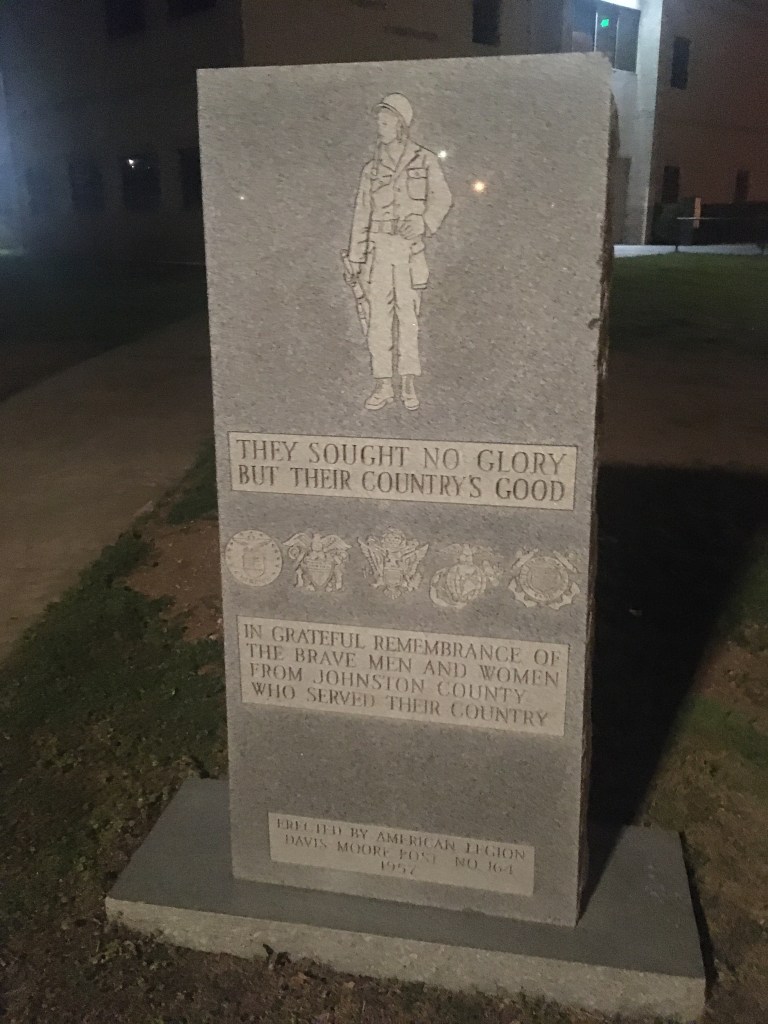 THEY SOUGHT NO GLORY
BUT THEIR COUNTRY'S GOOD
IN GRATEFUL REMEMBRANCE OF
THE BRAVE MEN AND WOMEN
FROM JOHNSTON COUNTY
WHO SERVED THEIR COUNTRY
ERECTED BY AMERICAN LEGION
DAVIS MOORE POST NO 164
1957